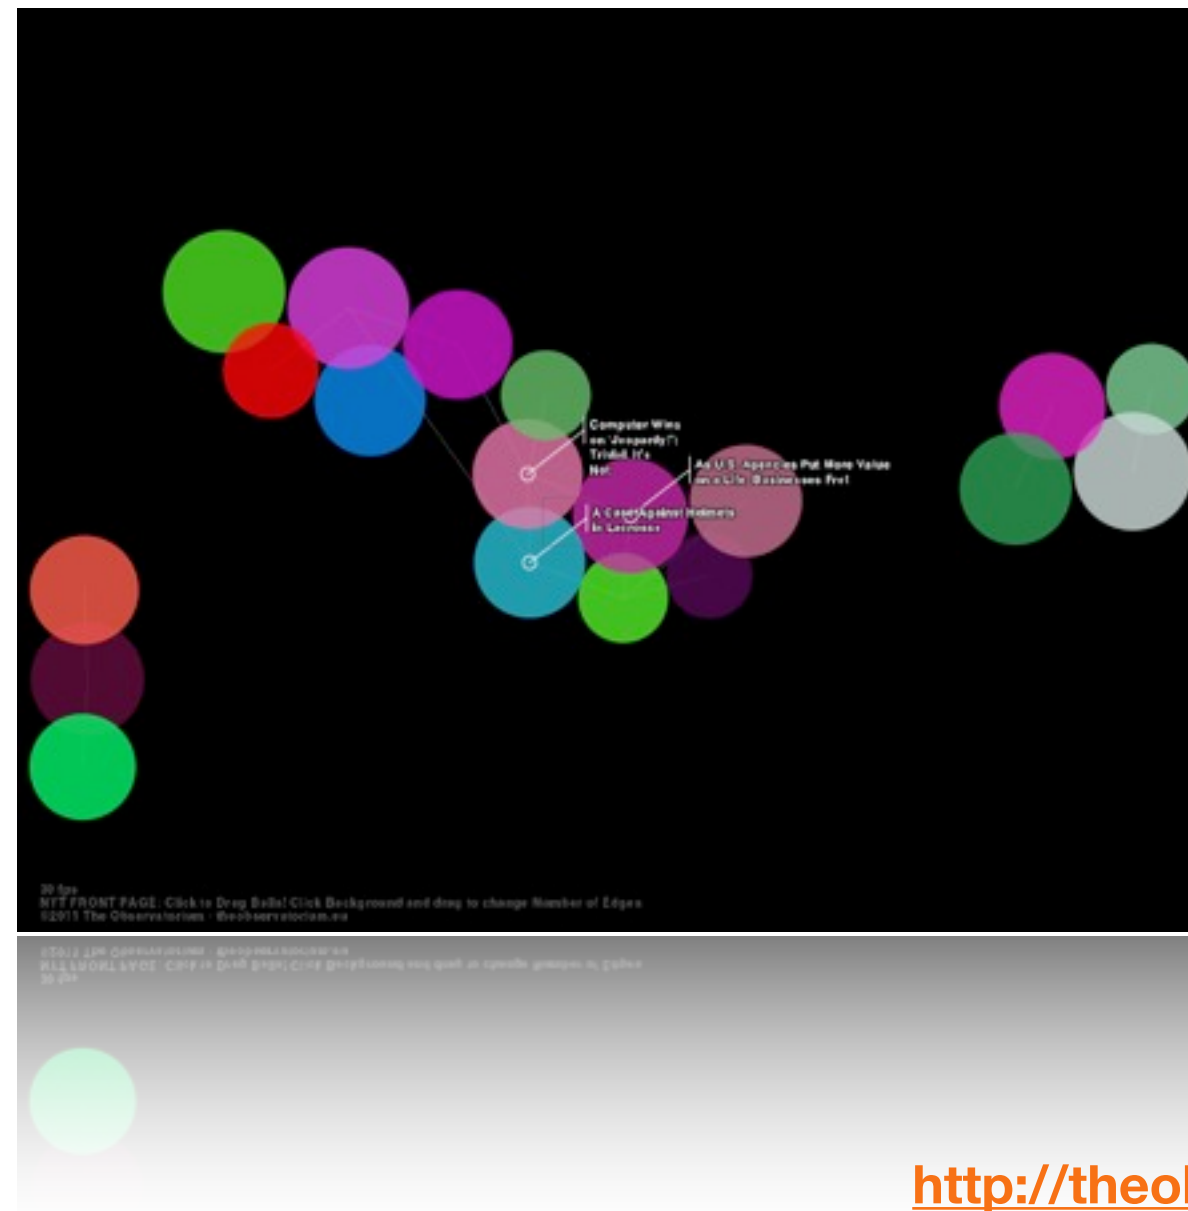 Computer Wins
on 'Jeopardy!':
Trivial, It's
Not
As U.S. Agencies Put More Value
on a Life, Businesses Fret
A Case Against Helmets
in Lacrosse
30 fps
NYT FRONT PAGE: Click to Drag Balls! Click Background and drag to change Number of Edges
©2011 The Observatorium - theobservatorium.eu
http://theo